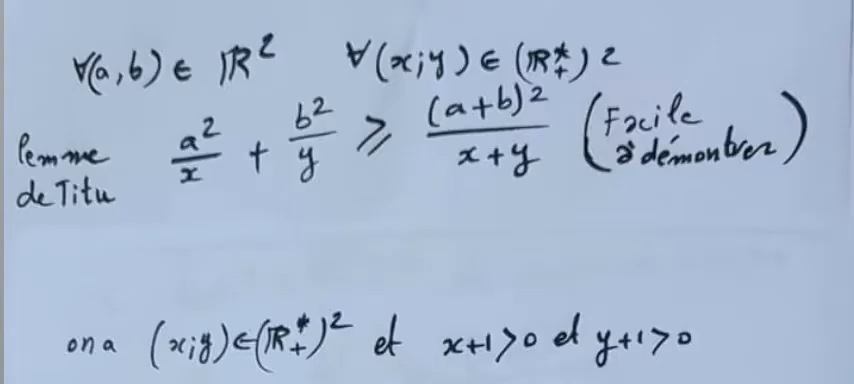 ∀(a,b) ∈ ℝ² ∀(x;y) ∈ (ℝ*₊)²
lemme de Titu a²/x + b²/y ⩾ (a+b)²/(x+y) (Facile à démontrer)
on a (x;y)∈(ℝ*₊)² et x+1>0 et y+1>0